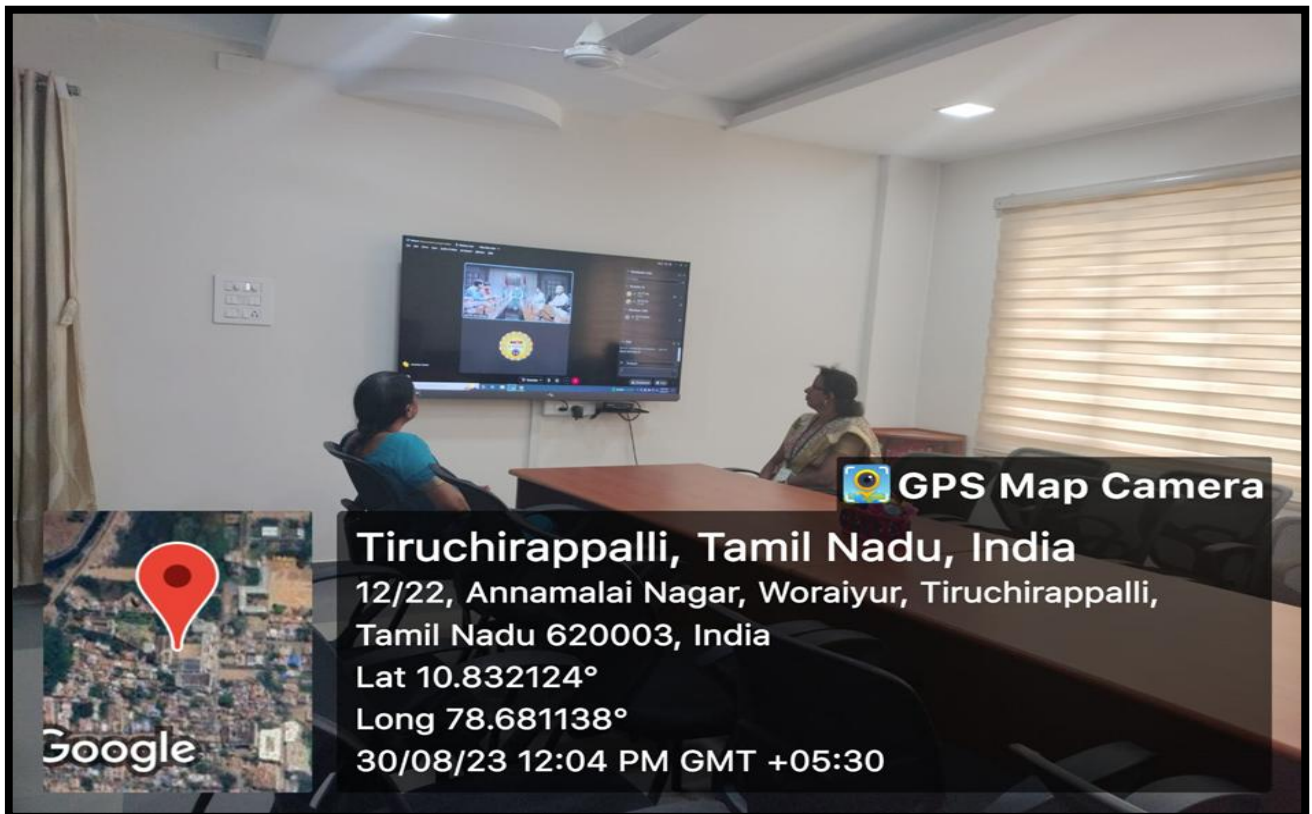 GPS Map Camera
Tiruchirappalli, Tamil Nadu, India
12/22, Annamalai Nagar, Woraiyur, Tiruchirappalli,
Tamil Nadu 620003, India
Lat 10.832124°
Long 78.681138°
30/08/23 12:04 PM GMT +05:30
Google